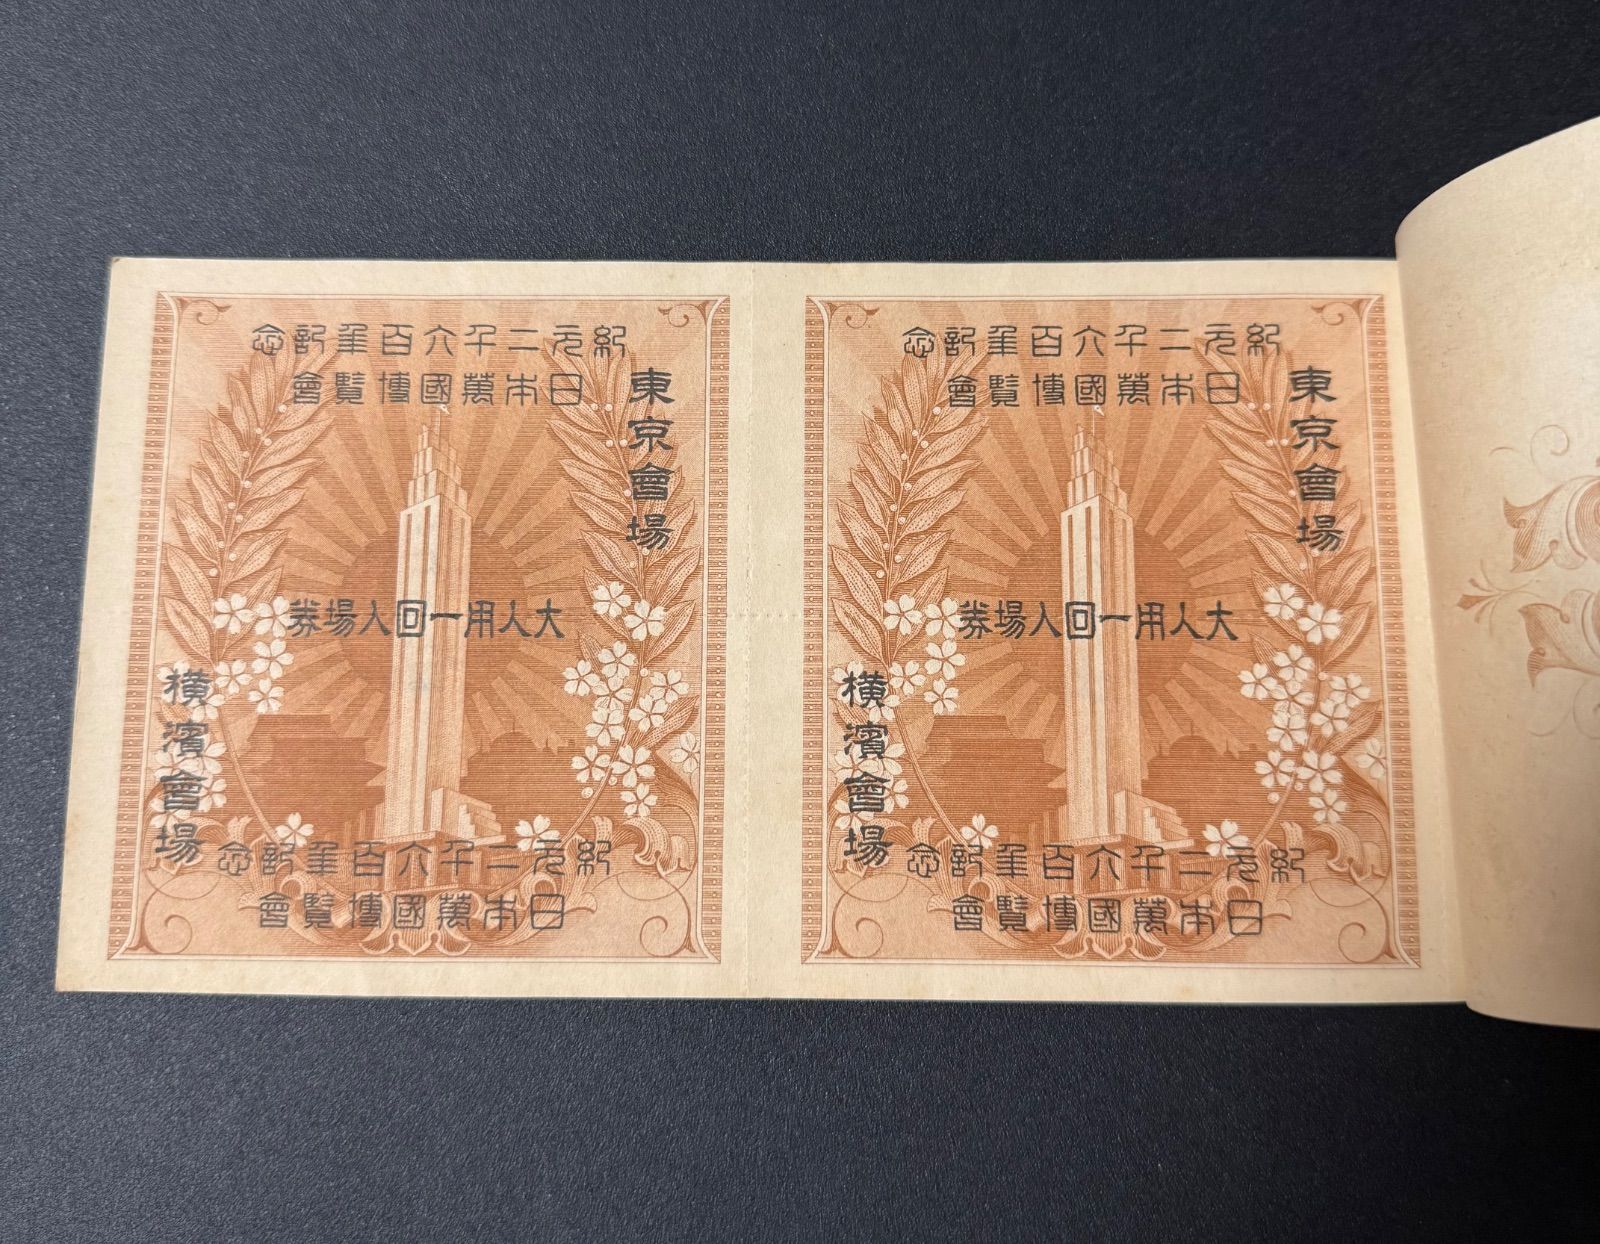 紀元二千六百年記念
日本萬國博覧會
東京會場
大人用一回入場券
橫濱會場
紀元二千六百年記念
日本萬國博覧會
紀元二千六百年記念
日本萬國博覧會
東京會場
大人用一回入場券
橫濱會場
紀元二千六百年記念
日本萬國博覧會